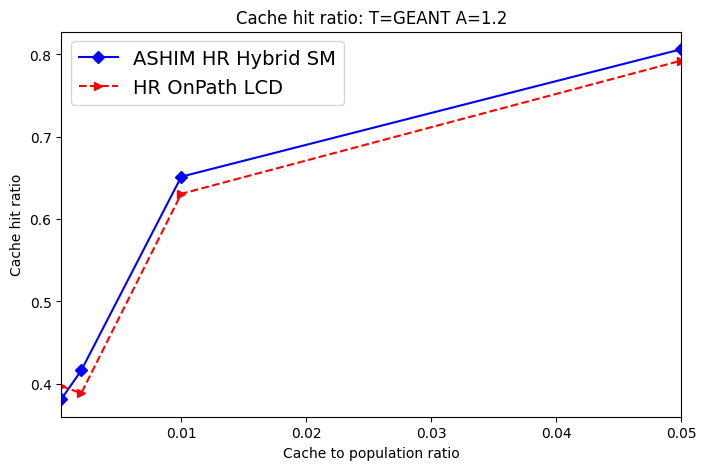 Cache hit ratio: T=GEANT A=1.2
ASHIM HR Hybrid SM
HR OnPath LCD
Cache hit ratio
0.8
0.7
0.6
0.5
0.4
0.01
0.02
0.03
0.04
0.05
Cache to population ratio